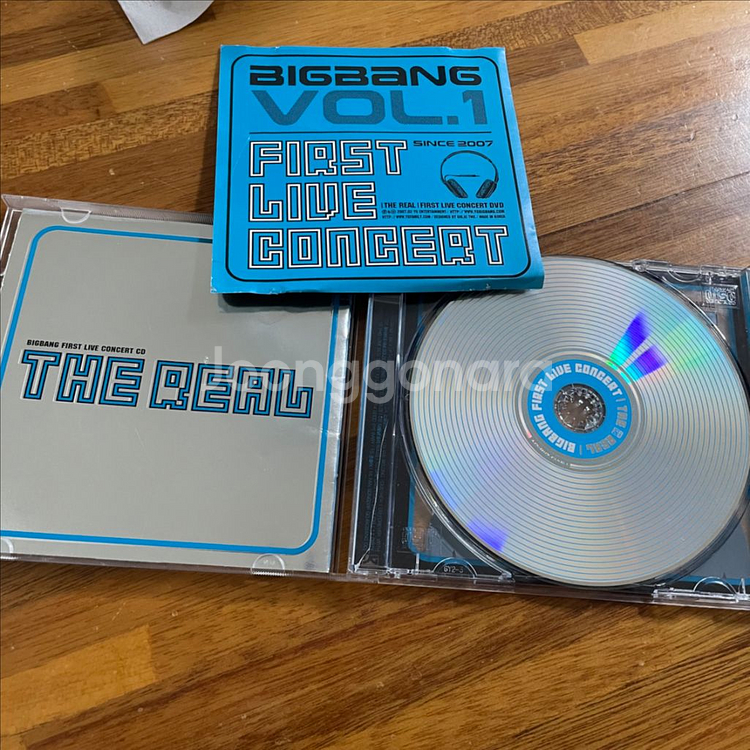 BIGBANG
VOL.1
SINCE 2007
FIRST
LIVE
CONCERT
| THE REAL | FIRST LIVE CONCERT DVD
BIGBANG FIRST LIVE CONCERT CD
THE REAL
Joonggonara
BIGBANG FIRST LIVE CONCERT | THE REAL |